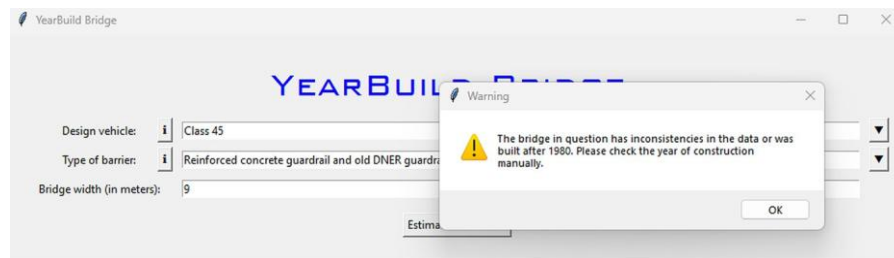 YearBuild Bridge
YearBuild Bridge
Warning
The bridge in question has inconsistencies in the data or was
built after 1980. Please check the year of construction
manually.
OK
Design vehicle: i Class 45
Type of barrier: i Reinforced concrete guardrail and old DNER
Bridge width (in meters): 9